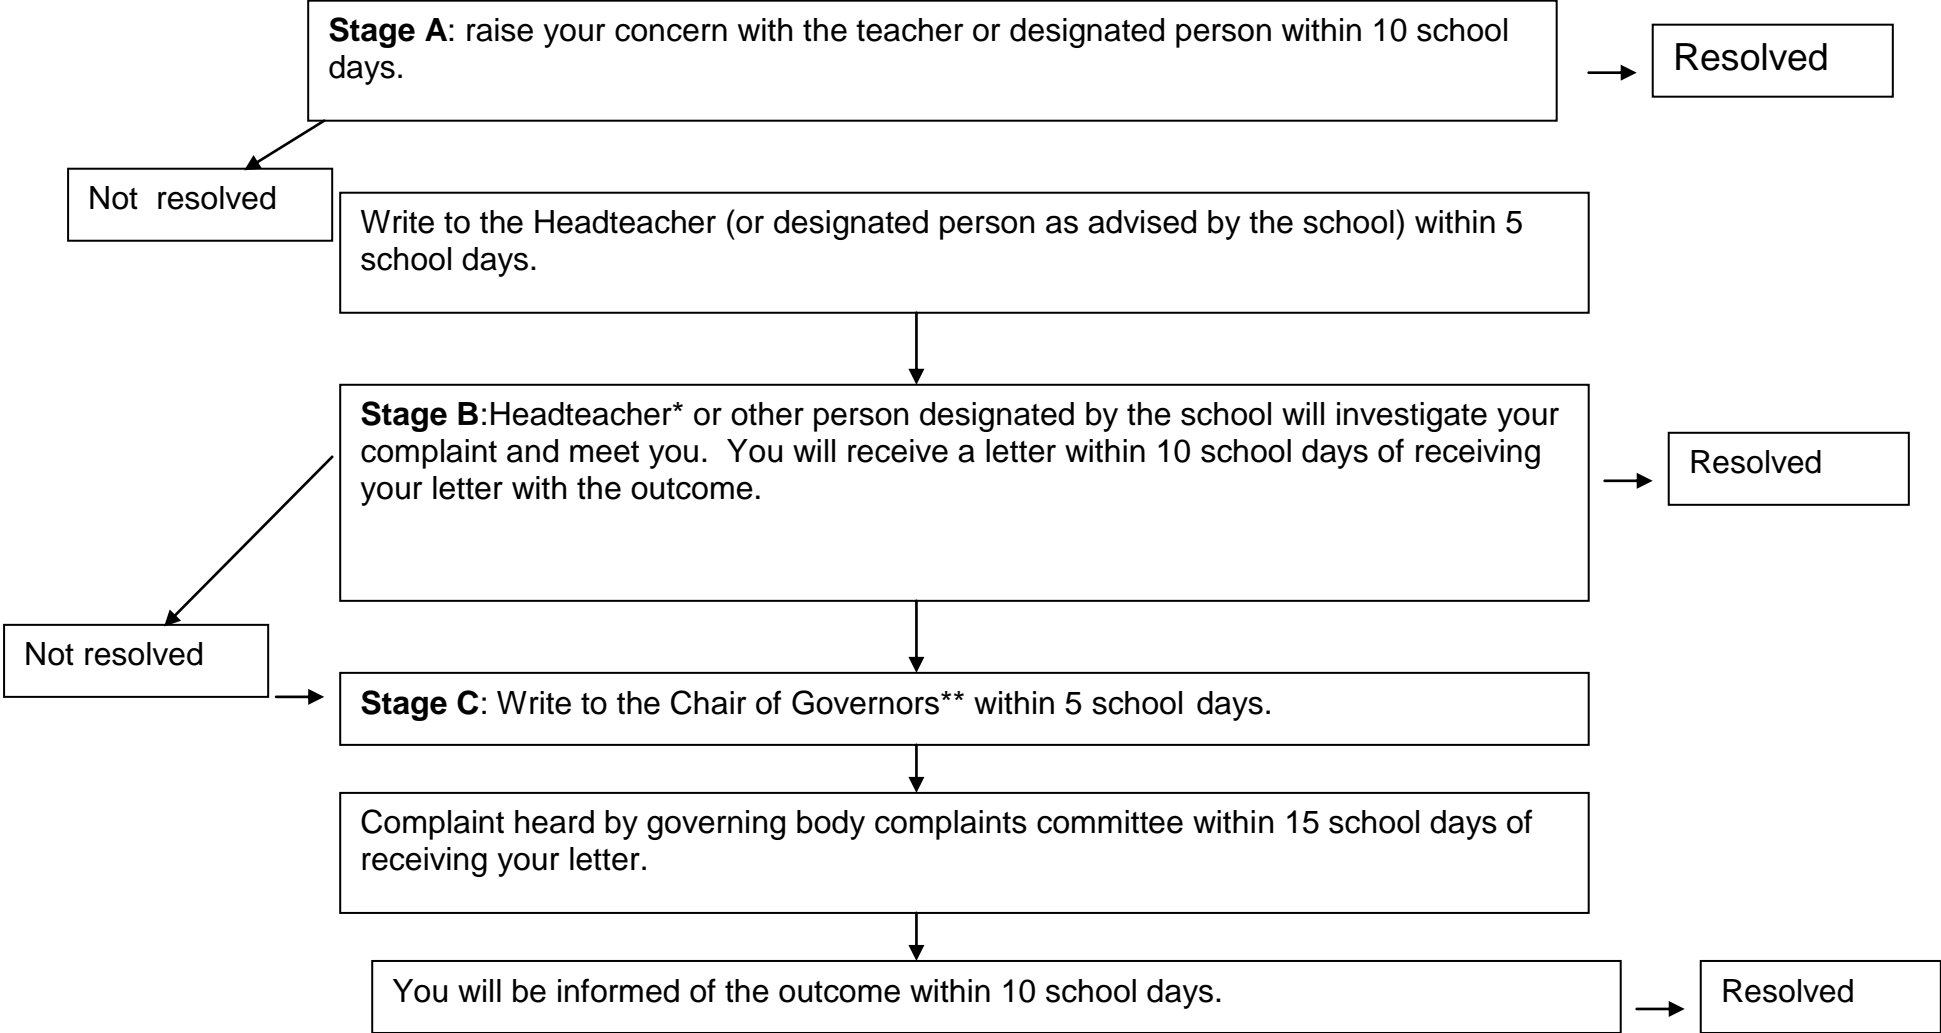 Stage A: raise your concern with the teacher or designated person within 10 school
days.
Resolved
Not resolved
Write to the Headteacher (or designated person as advised by the school) within 5
school days.
Stage B:Headteacher* or other person designated by the school will investigate your
complaint and meet you. You will receive a letter within 10 school days of receiving
your letter with the outcome.
Resolved
Not resolved
Stage C: Write to the Chair of Governors** within 5 school days.
Complaint heard by governing body complaints committee within 15 school days of
receiving your letter.
You will be informed of the outcome within 10 school days.
Resolved